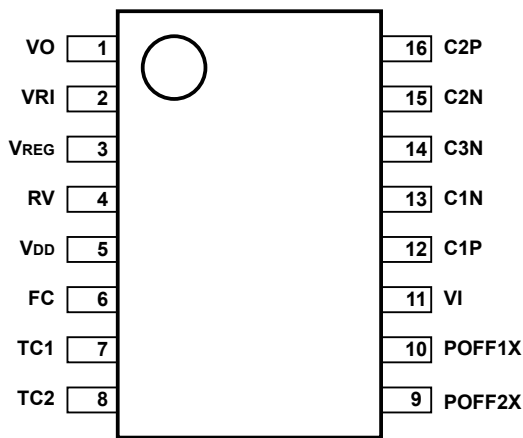 VO 1 16 C2P
VRI 2 15 C2N
VREG 3 14 C3N
RV 4 13 C1N
VDD 5 12 C1P
FC 6 11 VI
TC1 7 10 POFF1X
TC2 8 9 POFF2X